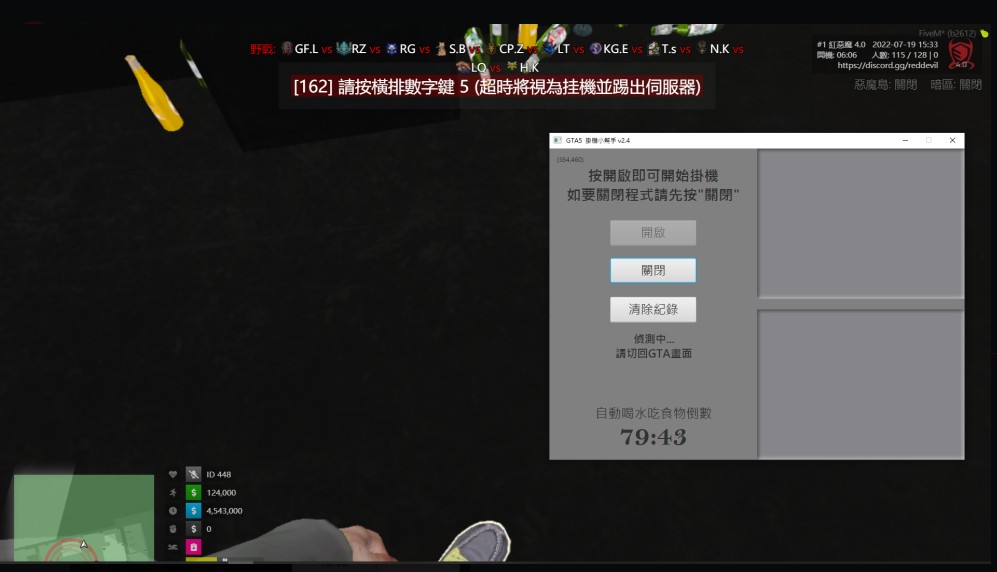 FiveM* (b2612)
野戰: GF.L vs RZ vs RG vs S.B vs CP.Z vs LT vs KG.E vs T.s vs N.K vs
LO vs H.K
#1 紅惡魔 4.0 2022-07-19 15:33
開機: 06:06 人數: 115 / 128 | 0
https://discord.gg/reddevil
惡魔島: 關閉 暗區: 關閉
[162] 請按橫排數字鍵 5 (超時將視為挂機並踢出伺服器)
GTA5 掛機小幫手 v2.4
按開啟即可開始掛機
如要關閉程式請先按"關閉"
開啟
關閉
清除紀錄
偵測中...
請切回GTA畫面
自動喝水吃食物倒數
79:43
ID 448
124,000
4,543,000
0